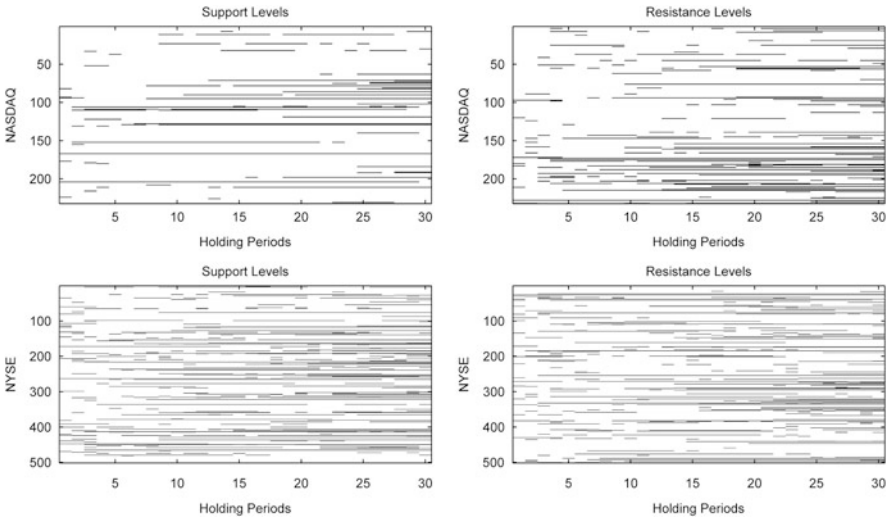 Support Levels
NASDAQ
50
100
150
200
5 10 15 20 25 30
Holding Periods
Resistance Levels
NASDAQ
50
100
150
200
5 10 15 20 25 30
Holding Periods
Support Levels
NYSE
100
200
300
400
500
5 10 15 20 25 30
Holding Periods
Resistance Levels
NYSE
100
200
300
400
500
5 10 15 20 25 30
Holding Periods